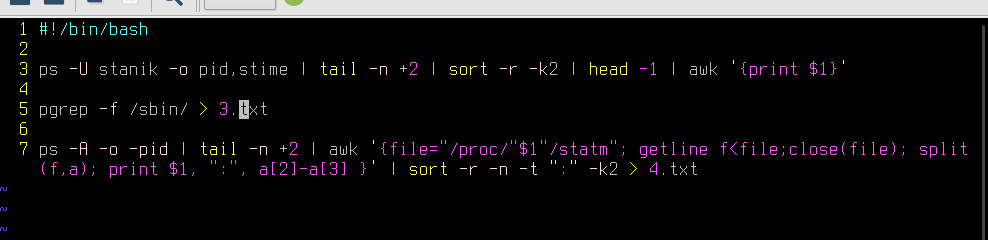 1 #!/bin/bash
2
3 ps -U stanik -o pid,stime | tail -n +2 | sort -r -k2 | head -1 | awk '{print $1}'
4
5 pgrep -f /sbin/ > 3.txt
6
7 ps -A -o -pid | tail -n +2 | awk '{file="/proc/"$1"/statm"; getline f<file;close(file); split
(f,a); print $1, ":", a[2]-a[3] }' | sort -r -n -t ":" -k2 > 4.txt
~
~
~